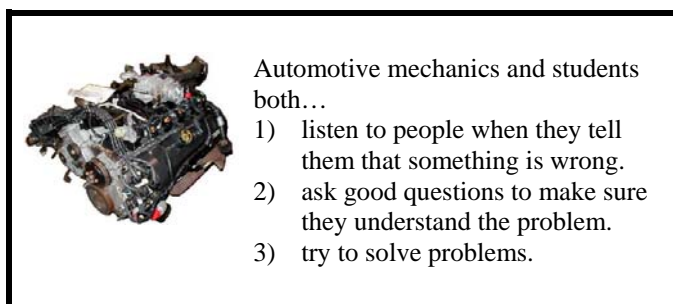 Automotive mechanics and students
both…
1) listen to people when they tell
them that something is wrong.
2) ask good questions to make sure
they understand the problem.
3) try to solve problems.